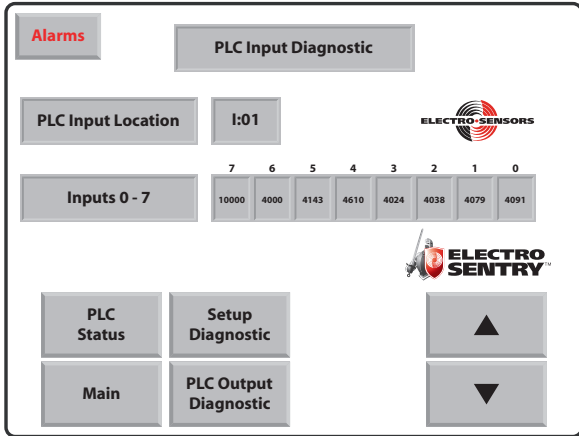 Alarms
PLC Input Diagnostic
PLC Input Location
I:01
ELECTRO-SENSORS
7 6 5 4 3 2 1 0
Inputs 0 - 7
10000 4000 4143 4610 4024 4038 4079 4091
ELECTRO
SENTRY™
PLC
Status
Setup
Diagnostic
Main
PLC Output
Diagnostic